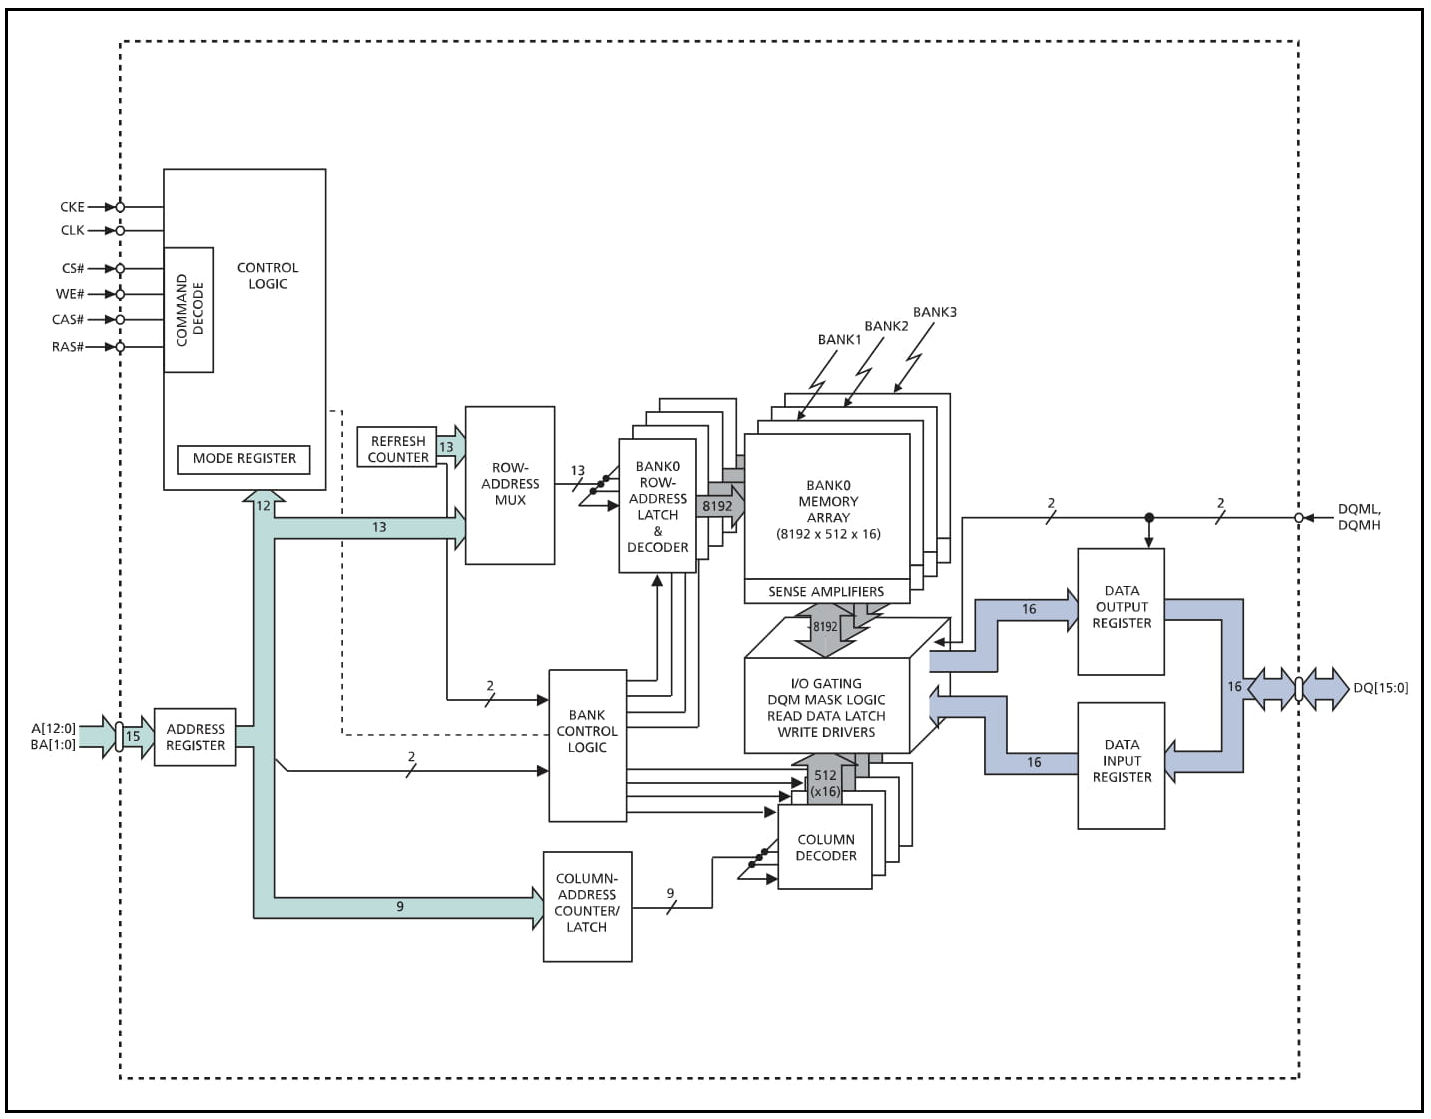 CKE
CLK
CS#
WE#
CAS#
RAS#
COMMAND
DECODE
CONTROL
LOGIC
MODE REGISTER
12
BANK1
BANK2
BANK3
REFRESH
COUNTER
13
13
ROW-
ADDRESS
MUX
13
BANK0
ROW-
ADDRESS
LATCH
&
DECODER
8192
BANK0
MEMORY
ARRAY
(8192 x 512 x 16)
SENSE AMPLIFIERS
8192
2
2
DQML,
DQMH
I/O GATING
DQM MASK LOGIC
READ DATA LATCH
WRITE DRIVERS
16
DATA
OUTPUT
REGISTER
16
DQ[15:0]
16
DATA
INPUT
REGISTER
A[12:0]
BA[1:0]
15
ADDRESS
REGISTER
2
2
BANK
CONTROL
LOGIC
512
(x16)
COLUMN
DECODER
9
COLUMN-
ADDRESS
COUNTER/
LATCH
9